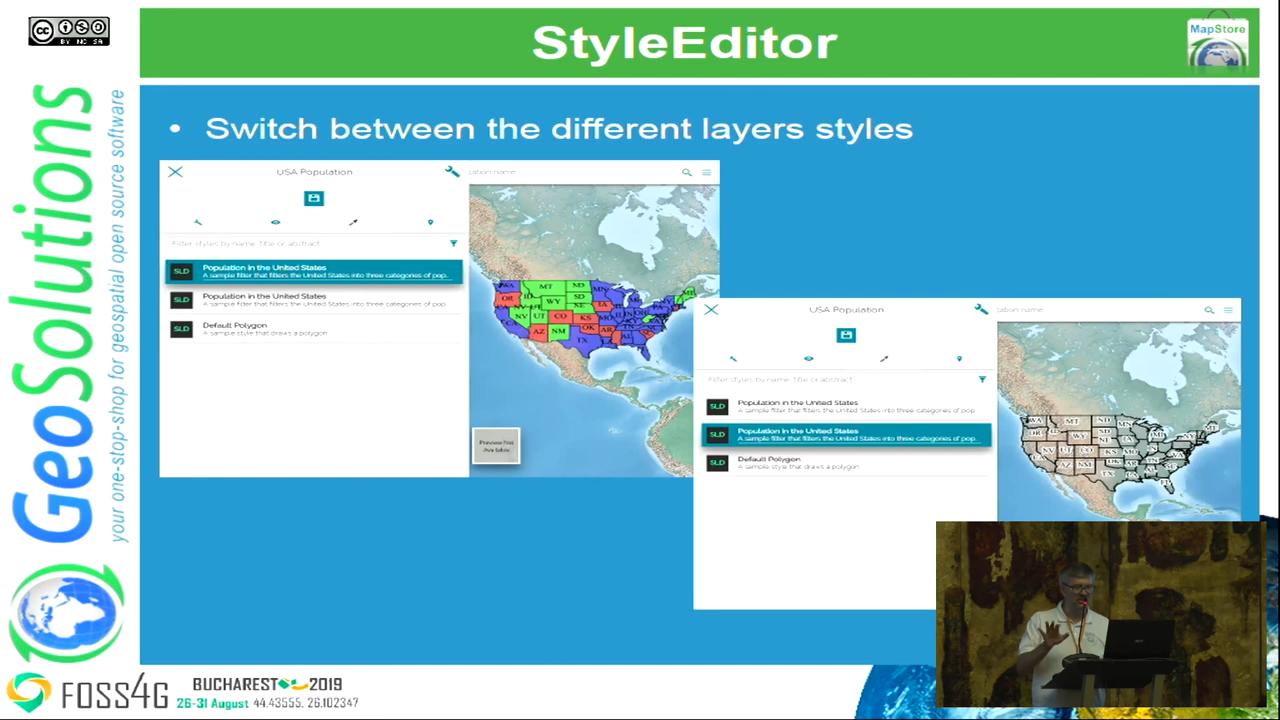 StyleEditor
MapStore
BY NC SA
GeoSolutions
your one-stop-shop for geospatial open source software
• Switch between the different layers styles
USA Population
Filter styles by name, title or abstract
SLD
Population in the United States
A sample filter that filters the United States into three categories of pop...
SLD
Population in the United States
A sample filter that filters the United States into three categories of pop
SLD
Default Polygon
A sample style that draws a polygon
Preview Not
Available
USA Population
Filter styles by name, title or abstract
SLD
Population in the United States
A sample filter that filters the United States into three categories of pop
SLD
Population in the United States
A sample filter that filters the United States into three categories of pop...
SLD
Default Polygon
A sample style that draws a polygon
FOSS4G
BUCHAREST 2019
26-31 August 44.43555, 26.102347